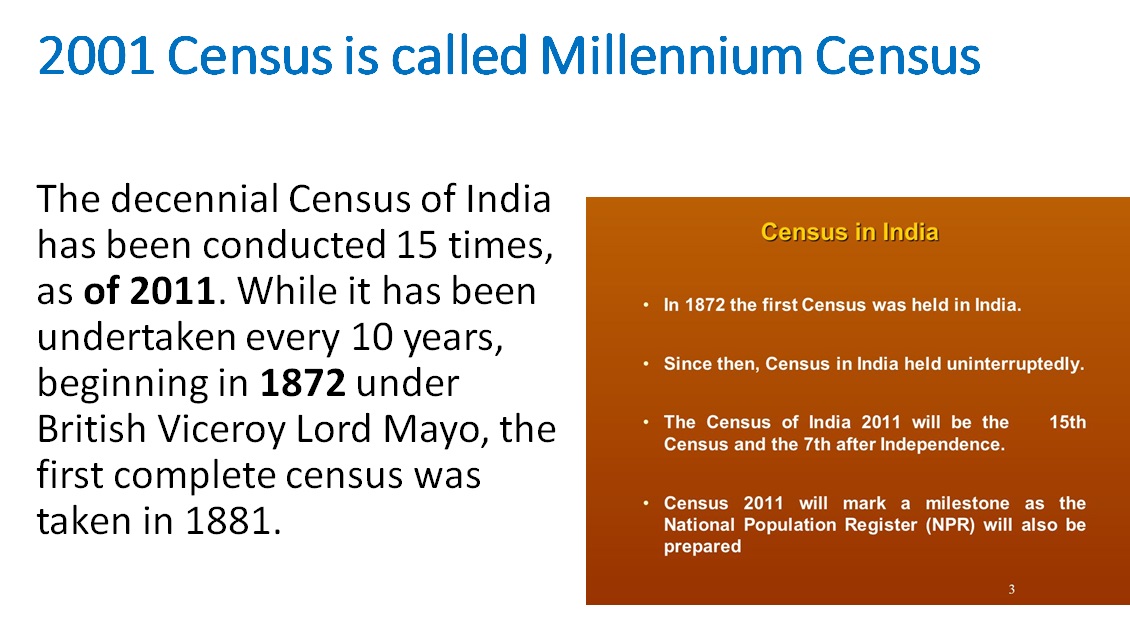 2001 Census is called Millennium Census
The decennial Census of India
has been conducted 15 times,
as of 2011. While it has been
undertaken every 10 years,
beginning in 1872 under
British Viceroy Lord Mayo, the
first complete census was
taken in 1881.
Census in India
• In 1872 the first Census was held in India.
• Since then, Census in India held uninterruptedly.
• The Census of India 2011 will be the 15th
Census and the 7th after Independence.
• Census 2011 will mark a milestone as the
National Population Register (NPR) will also be
prepared
3